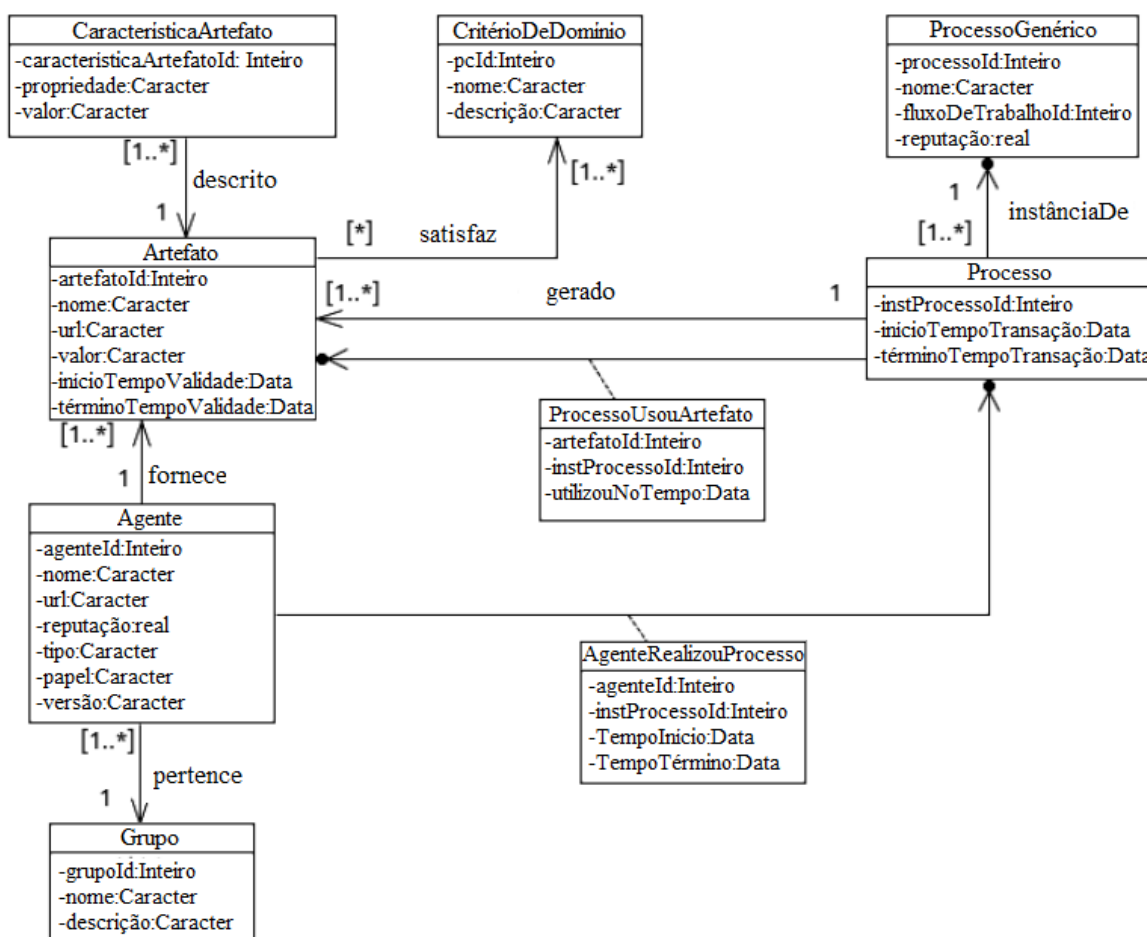 CaracterísticaArtefato
-característicaArtefatoId: Inteiro
-propriedade:Caracter
-valor:Caracter
CritérioDeDomínio
-pcId:Inteiro
-nome:Caracter
-descrição:Caracter
ProcessoGenérico
-processoId:Inteiro
-nome:Caracter
-fluxoDeTrabalhoId:Inteiro
-reputação:real
[1..*]
descrito
1
[1..*]
[*]
satisfaz
1
instânciaDe
[1..*]
Artefato
-artefatoId:Inteiro
-nome:Caracter
-url:Caracter
-valor:Caracter
-inicioTempoValidade:Data
-términoTempoValidade:Data
[1..*]
gerado
1
Processo
-instProcessoId:Inteiro
-inicioTempoTransação:Data
-términoTempoTransação:Data
ProcessoUsouArtefato
-artefatoId:Inteiro
-instProcessoId:Inteiro
-utilizouNoTempo:Data
[1..*]
1
fornece
Agente
-agenteId:Inteiro
-nome:Caracter
-url:Caracter
-reputação:real
-tipo:Caracter
-papel:Caracter
-versão:Caracter
AgenteRealizouProcesso
-agenteId:Inteiro
-instProcessoId:Inteiro
-TempoInicio:Data
-TempoTérmino:Data
[1..*]
pertence
1
Grupo
-grupoId:Inteiro
-nome:Caracter
-descrição:Caracter